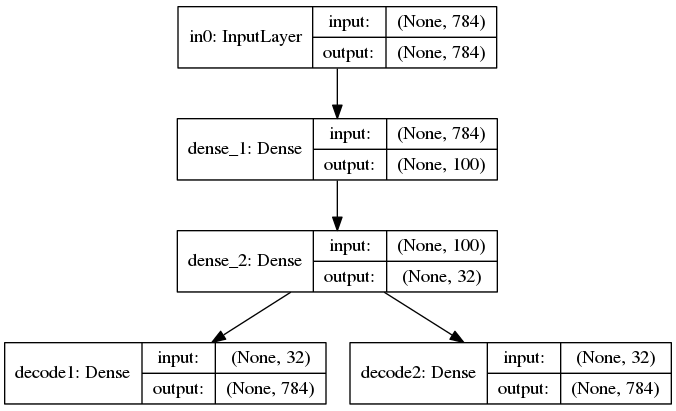 in0: InputLayer
input: (None, 784)
output: (None, 784)
dense_1: Dense
input: (None, 784)
output: (None, 100)
dense_2: Dense
input: (None, 100)
output: (None, 32)
decode1: Dense
input: (None, 32)
output: (None, 784)
decode2: Dense
input: (None, 32)
output: (None, 784)